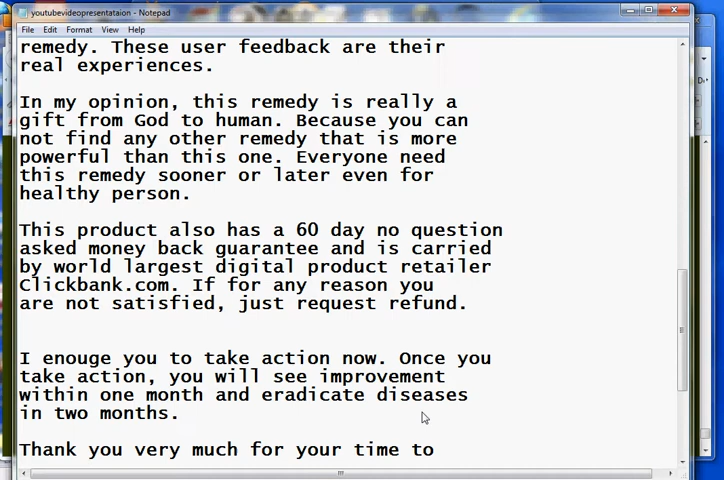 youtubevideopresentataion - Notepad
File Edit Format View Help
remedy. These user feedback are their
real experiences.
In my opinion, this remedy is really a
gift from God to human. Because you can
not find any other remedy that is more
powerful than this one. Everyone need
this remedy sooner or later even for
healthy person.
This product also has a 60 day no question
asked money back guarantee and is carried
by world largest digital product retailer
Clickbank.com. If for any reason you
are not satisfied, just request refund.
I enouge you to take action now. Once you
take action, you will see improvement
within one month and eradicate diseases
in two months.
Thank you very much for your time to